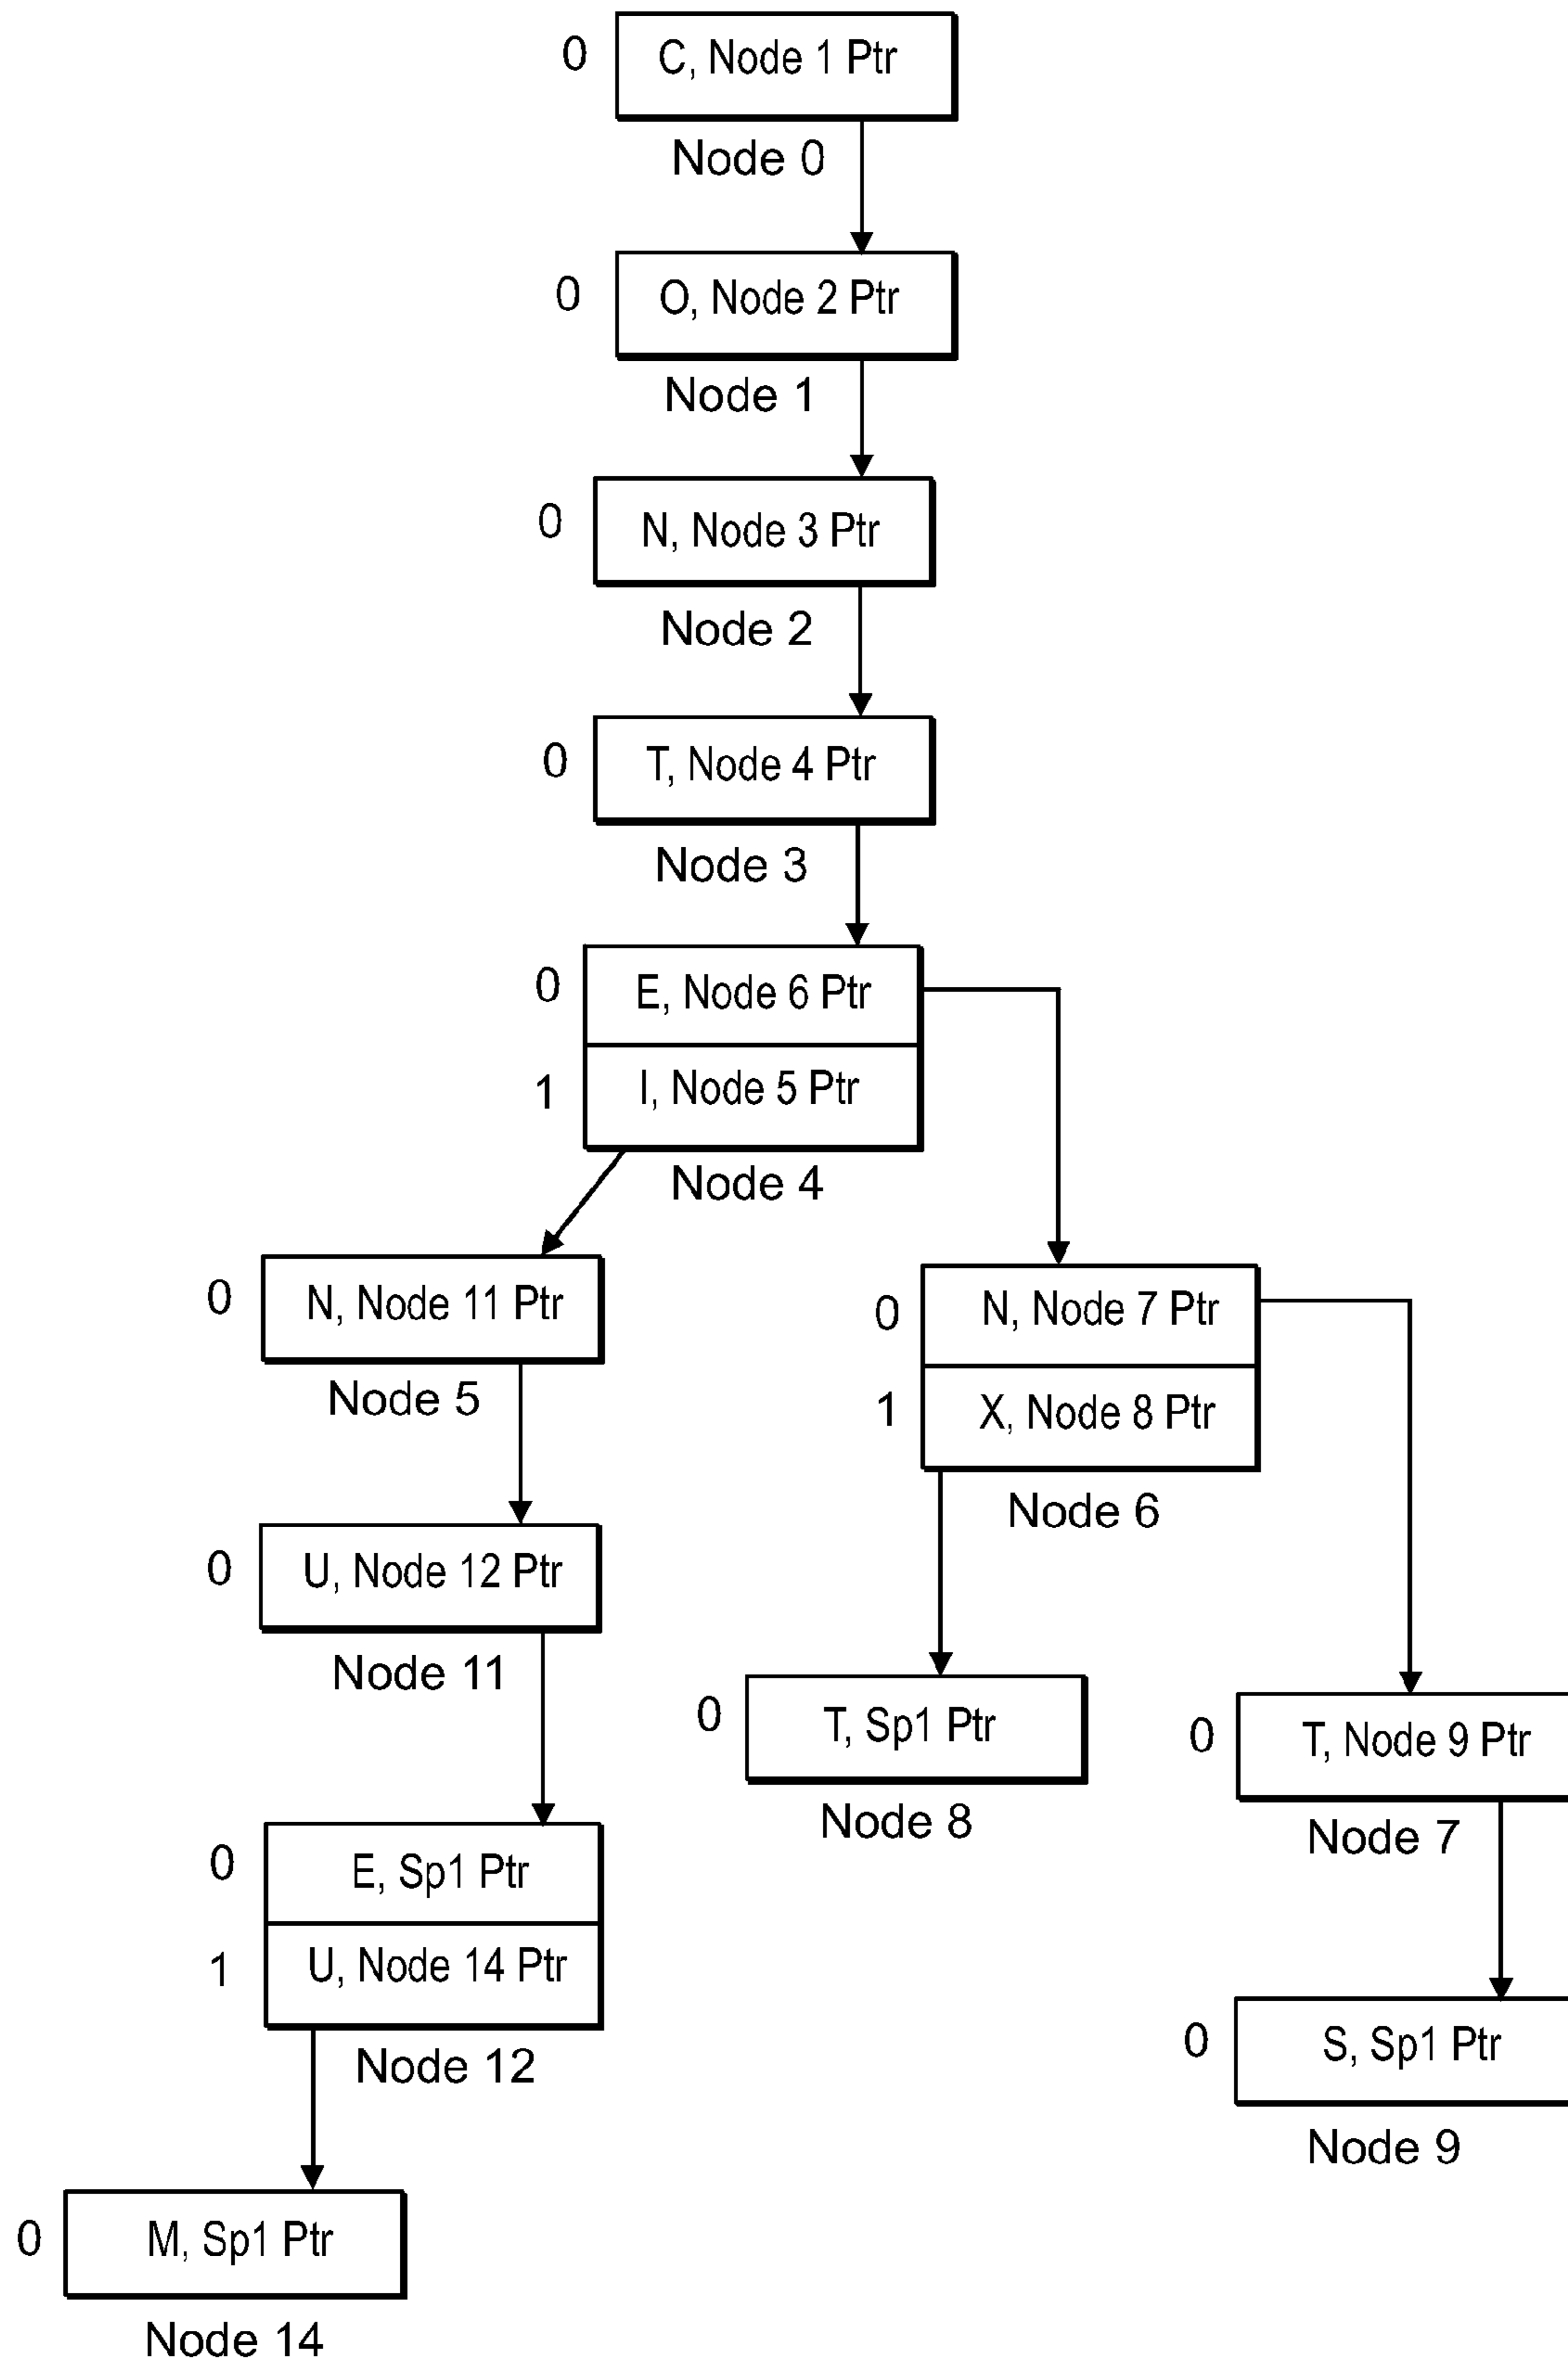 0 C, Node 1 Ptr
Node 0
0 O, Node 2 Ptr
Node 1
0 N, Node 3 Ptr
Node 2
0 T, Node 4 Ptr
Node 3
0 E, Node 6 Ptr
1 I, Node 5 Ptr
Node 4
0 N, Node 11 Ptr
Node 5
0 N, Node 7 Ptr
1 X, Node 8 Ptr
Node 6
0 U, Node 12 Ptr
Node 11
0 T, Sp1 Ptr
Node 8
0 T, Node 9 Ptr
Node 7
0 E, Sp1 Ptr
1 U, Node 14 Ptr
Node 12
0 S, Sp1 Ptr
Node 9
0 M, Sp1 Ptr
Node 14